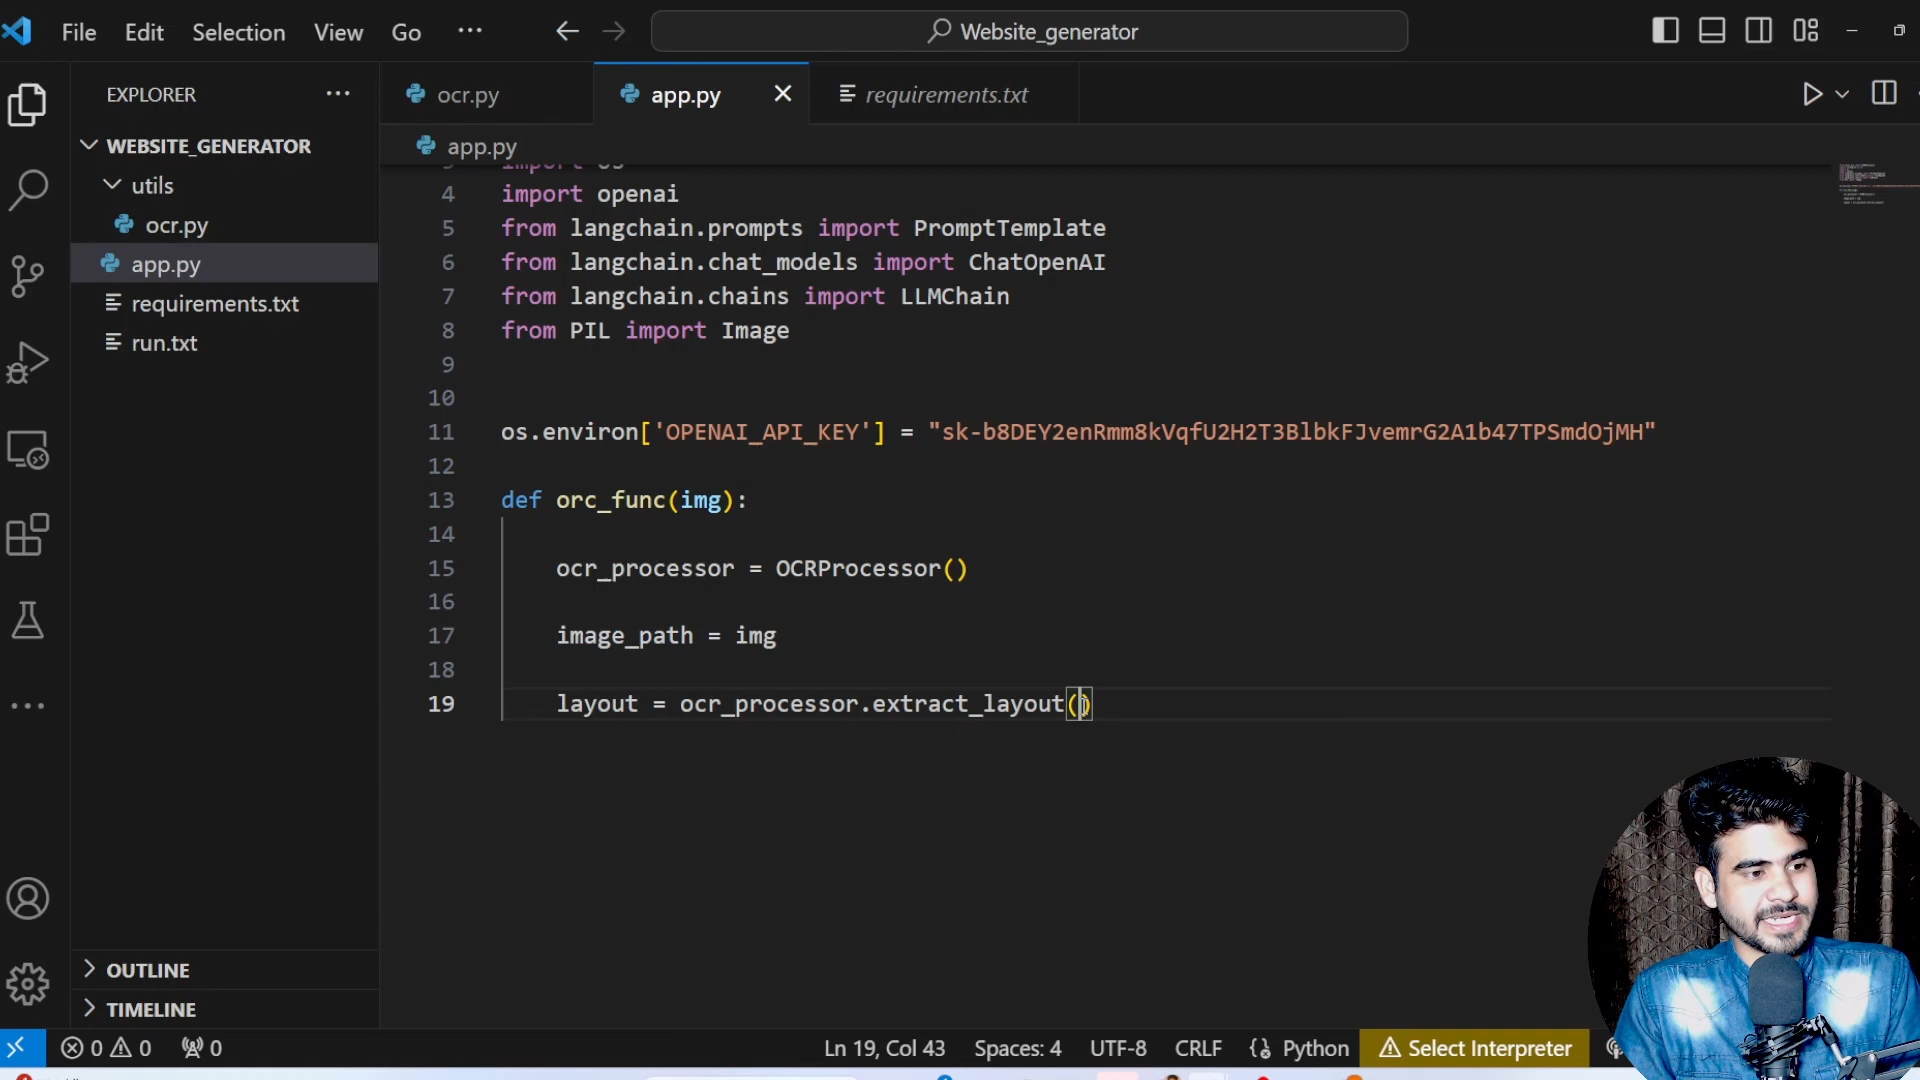 File Edit Selection View Go ··· Website_generator
EXPLORER ···
ocr.py app.py requirements.txt
WEBSITE_GENERATOR
utils
ocr.py
app.py
requirements.txt
run.txt
OUTLINE
TIMELINE
app.py
import os
4 import openai
5 from langchain.prompts import PromptTemplate
6 from langchain.chat_models import ChatOpenAI
7 from langchain.chains import LLMChain
8 from PIL import Image
9
10
11 os.environ['OPENAI_API_KEY'] = "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"
12
13 def orc_func(img):
14
15 ocr_processor = OCRProcessor()
16
17 image_path = img
18
19 layout = ocr_processor.extract_layout()
0 0 0 Ln 19, Col 43 Spaces: 4 UTF-8 CRLF Python Select Interpreter